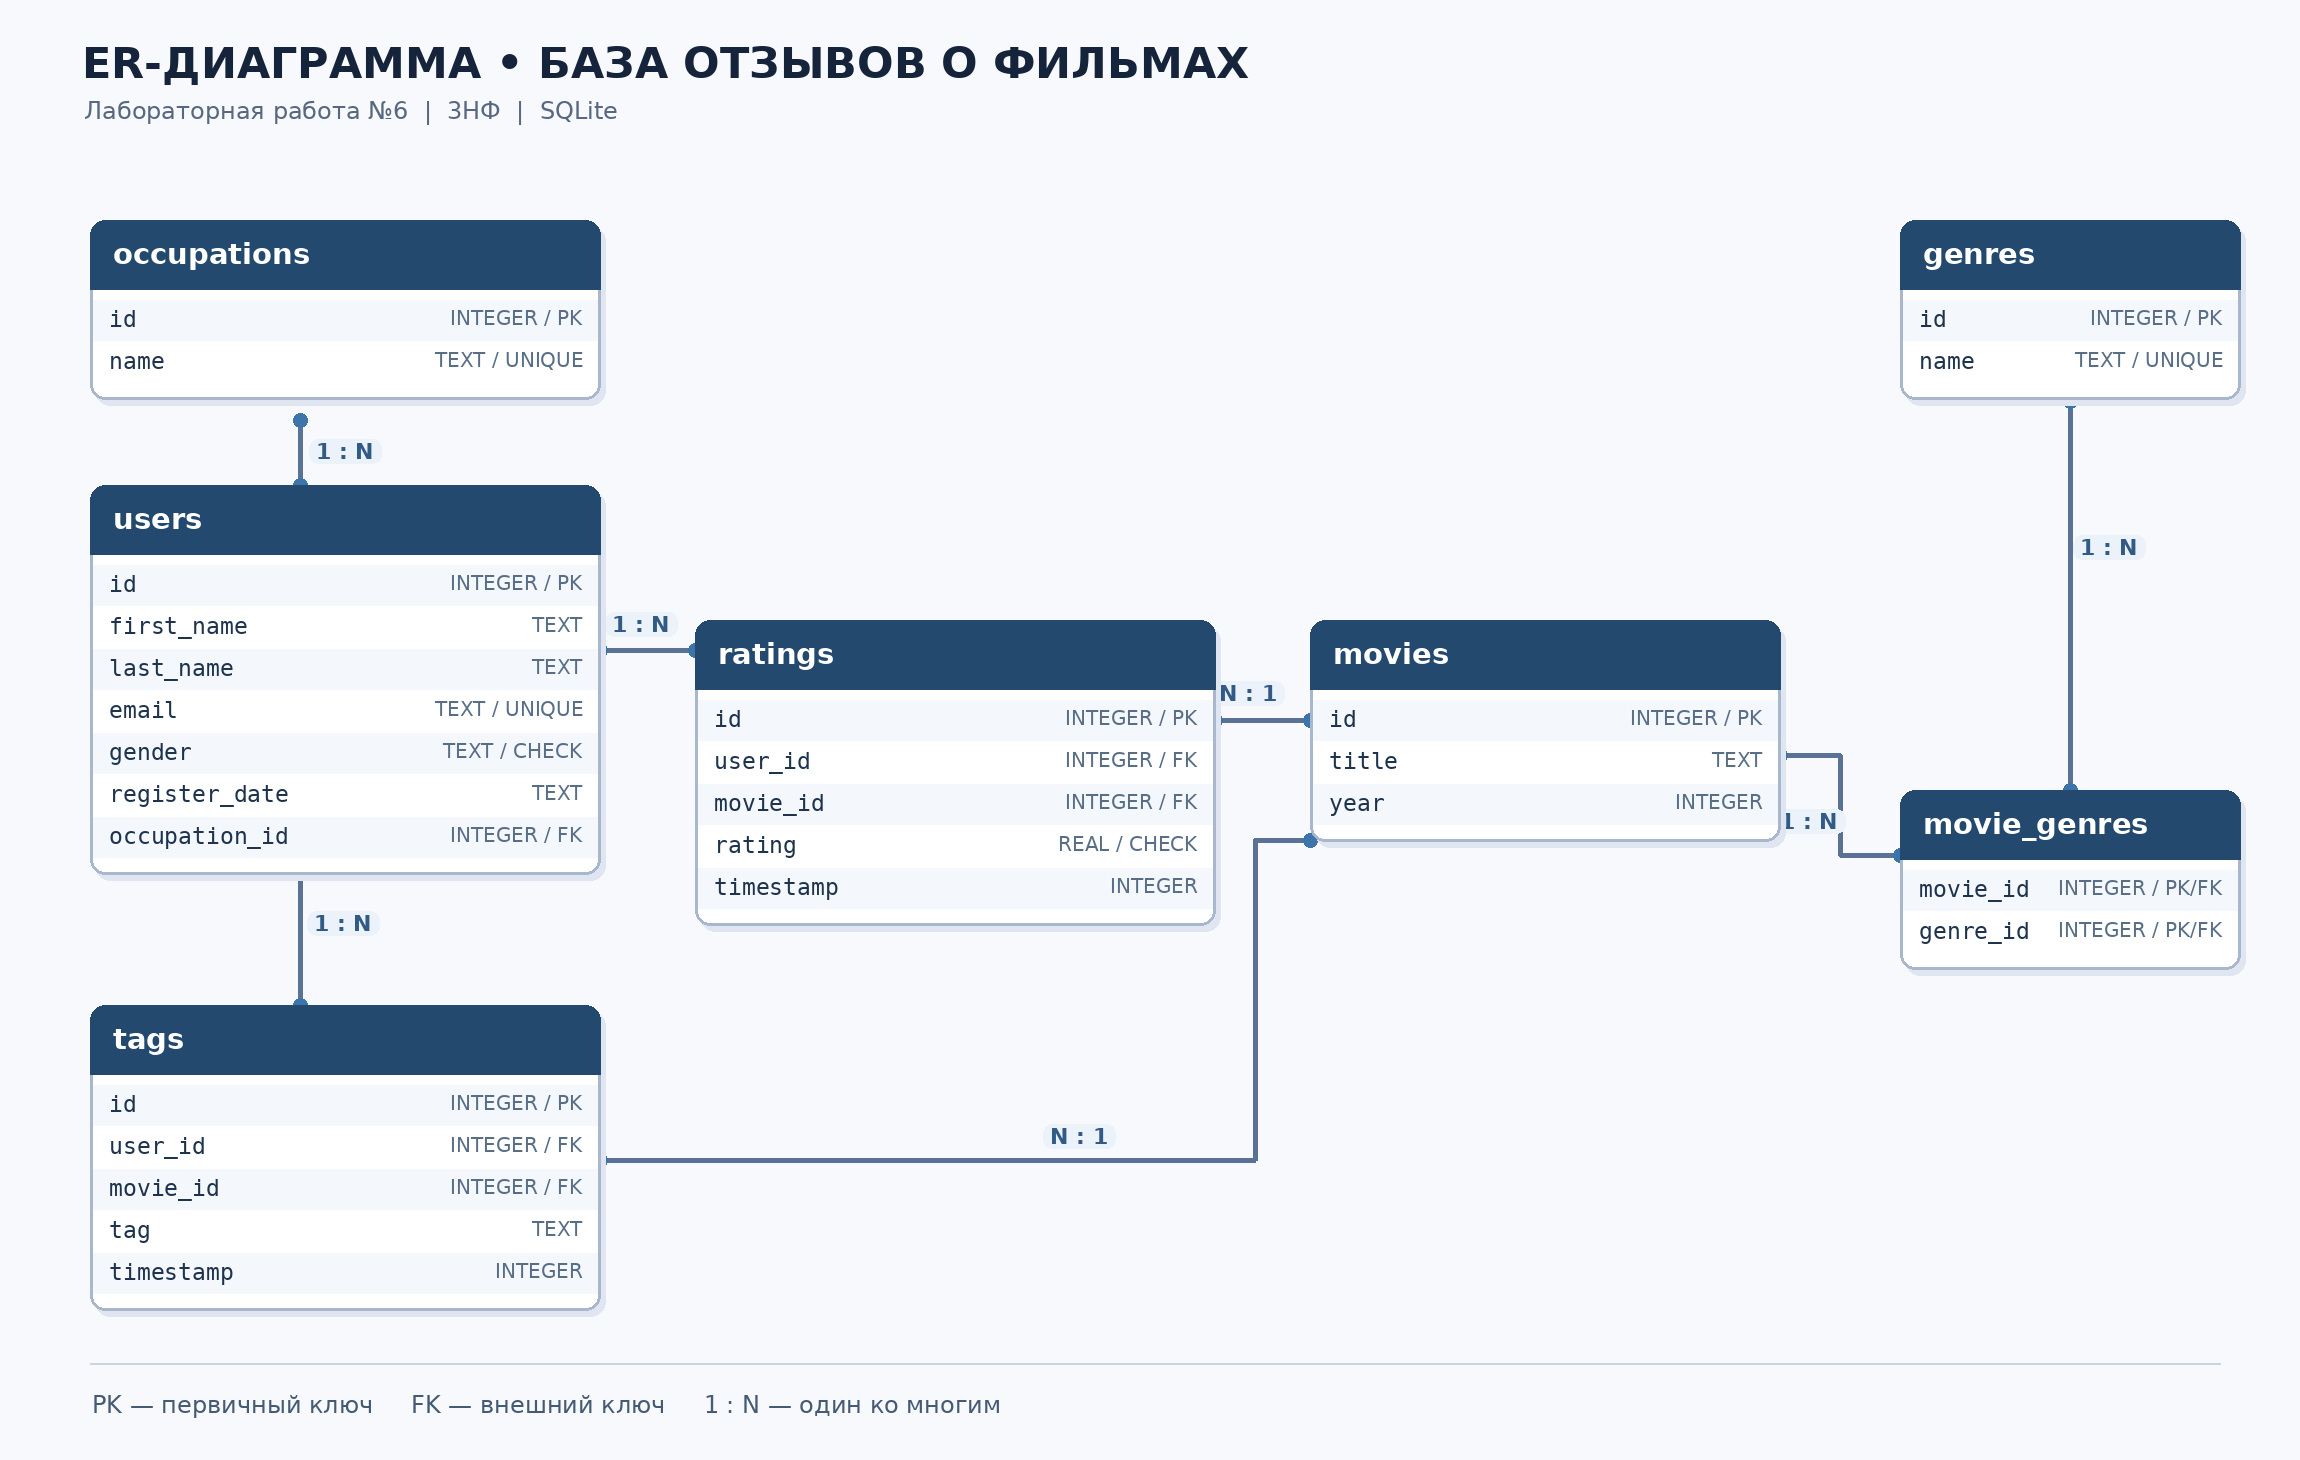 ER-ДИАГРАММА • БАЗА ОТЗЫВОВ О ФИЛЬМАХ
Лабораторная работа №6 | 3НФ | SQLite
occupations
id INTEGER / PK
name TEXT / UNIQUE
genres
id INTEGER / PK
name TEXT / UNIQUE
1 : N
users
id INTEGER / PK
first_name TEXT
last_name TEXT
email TEXT / UNIQUE
gender TEXT / CHECK
register_date TEXT
occupation_id INTEGER / FK
1 : N
1 : N
ratings
id INTEGER / PK
user_id INTEGER / FK
movie_id INTEGER / FK
rating REAL / CHECK
timestamp INTEGER
N : 1
movies
id INTEGER / PK
title TEXT
year INTEGER
1 : N
movie_genres
movie_id INTEGER / PK/FK
genre_id INTEGER / PK/FK
1 : N
tags
id INTEGER / PK
user_id INTEGER / FK
movie_id INTEGER / FK
tag TEXT
timestamp INTEGER
N : 1
PK — первичный ключ FK — внешний ключ 1 : N — один ко многим